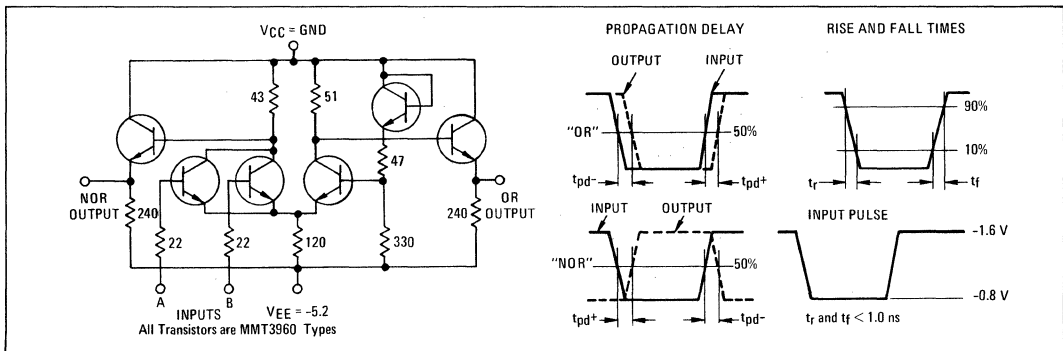 VCC = GND
43
51
47
NOR
OUTPUT
240
OR
OUTPUT
240
22
22
120
330
A
B
INPUTS
VEE = –5.2
All Transistors are MMT3960 Types
PROPAGATION DELAY
OUTPUT
INPUT
"OR"
50%
tpd-
tpd+
INPUT
OUTPUT
"NOR"
50%
tpd+
tpd-
RISE AND FALL TIMES
90%
10%
tr
tf
INPUT PULSE
–1.6 V
–0.8 V
tr and tf < 1.0 ns